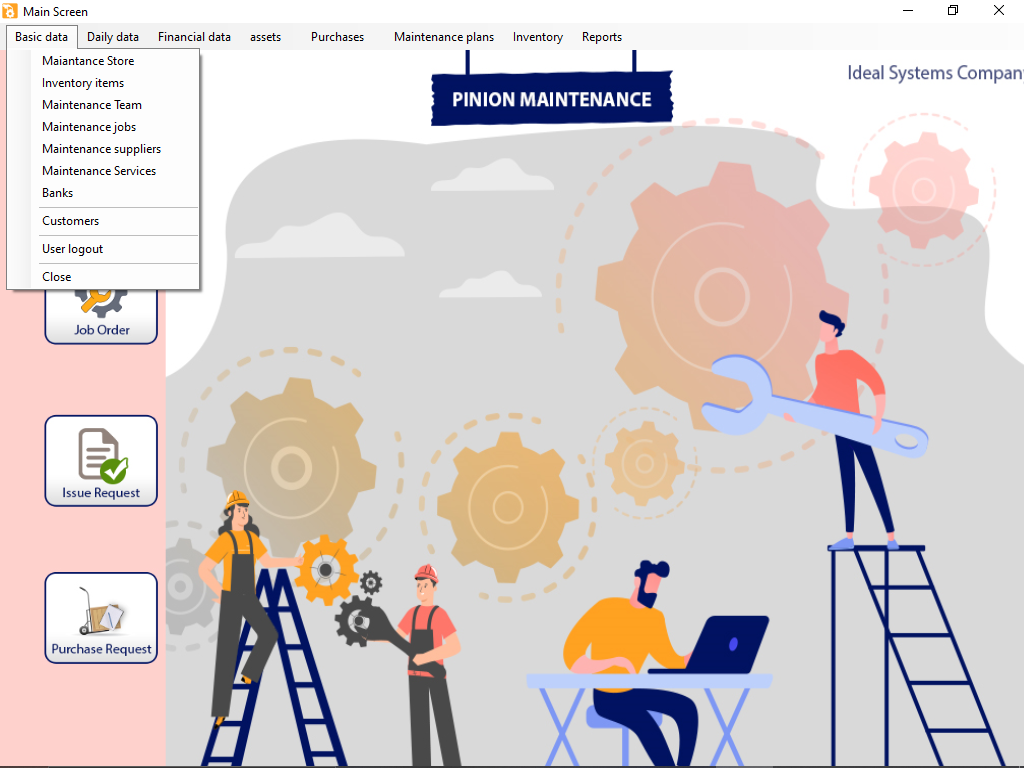 Main Screen
Basic data Daily data Financial data assets Purchases Maintenance plans Inventory Reports
Maiantance Store
Inventory items
Maintenance Team
Maintenance jobs
Maintenance suppliers
Maintenance Services
Banks
Customers
User logout
Close
PINION MAINTENANCE
Ideal Systems Company
Job Order
Issue Request
Purchase Request